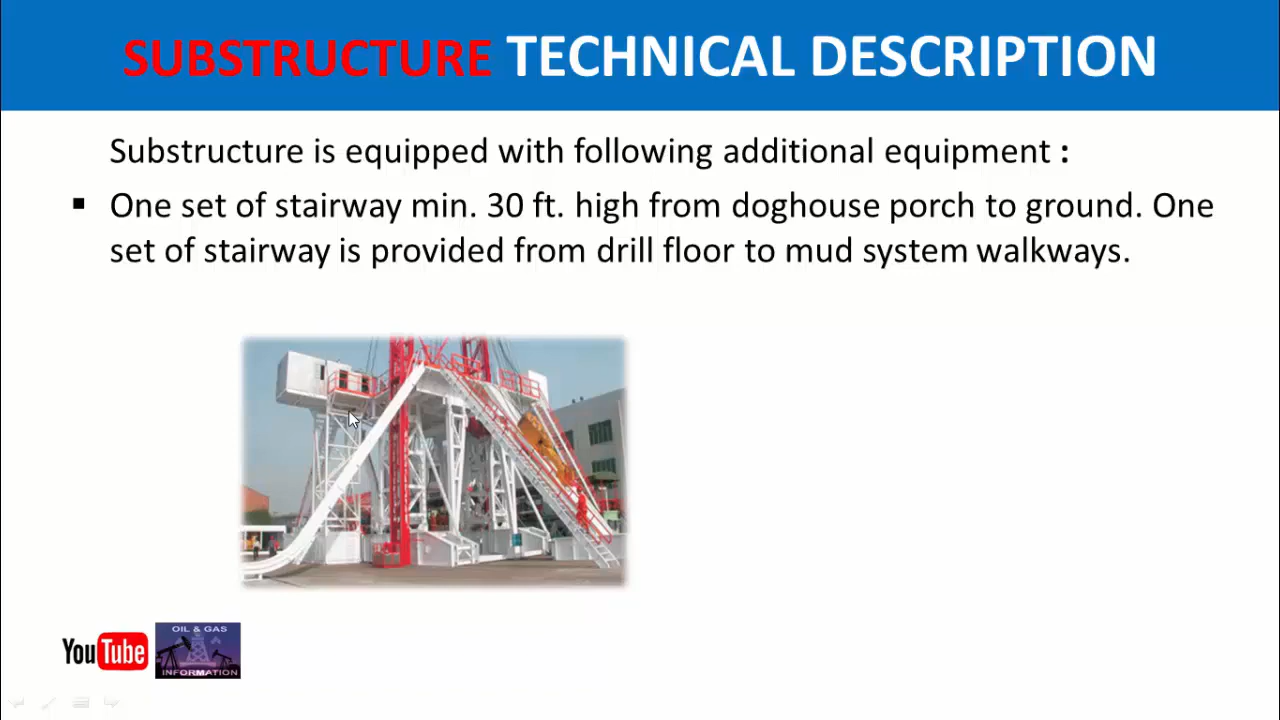 SUBSTRUCTURE TECHNICAL DESCRIPTION
Substructure is equipped with following additional equipment :
▪ One set of stairway min. 30 ft. high from doghouse porch to ground. One
set of stairway is provided from drill floor to mud system walkways.
YouTube
OIL & GAS
INFORMATION